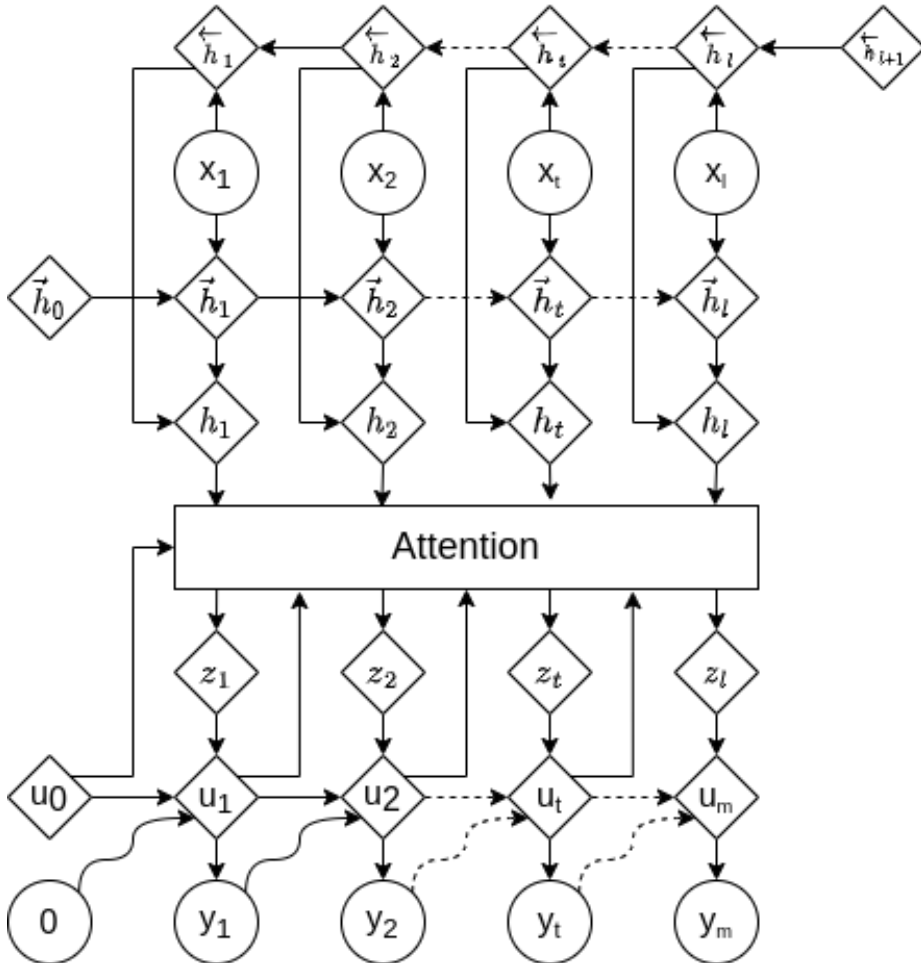 ←h₁ ←h₂ ←hₜ ←hₗ ←hₗ₊₁
x₁ x₂ xₜ xₗ
→h₀ →h₁ →h₂ →hₜ →hₗ
h₁ h₂ hₜ hₗ
Attention
z₁ z₂ zₜ zₗ
u₀ u₁ u₂ uₜ uₘ
0 y₁ y₂ yₜ yₘ